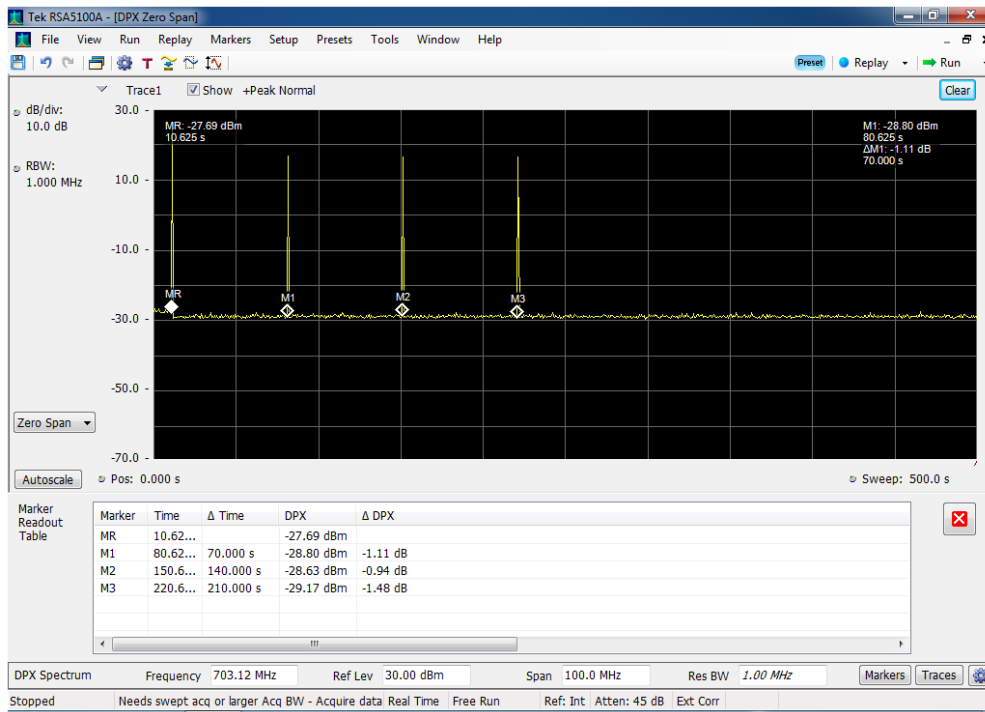 Tek RSA5100A - [DPX Zero Span]
File View Run Replay Markers Setup Presets Tools Window Help
T Preset Replay Run
Trace1 Show +Peak Normal Clear
dB/div:
10.0 dB
RBW:
1.000 MHz
30.0
10.0
-10.0
-30.0
-50.0
-70.0
MR: -27.69 dBm
10.625 s
M1: -28.80 dBm
80.625 s
ΔM1: -1.11 dB
70.000 s
MR M1 M2 M3
Zero Span
Autoscale Pos: 0.000 s Sweep: 500.0 s
Marker
Readout
Table
Marker Time Δ Time DPX Δ DPX
MR 10.62... -27.69 dBm
M1 80.62... 70.000 s -28.80 dBm -1.11 dB
M2 150.6... 140.000 s -28.63 dBm -0.94 dB
M3 220.6... 210.000 s -29.17 dBm -1.48 dB
DPX Spectrum Frequency 703.12 MHz Ref Lev 30.00 dBm Span 100.0 MHz Res BW 1.00 MHz Markers Traces
Stopped Needs swept acq or larger Acq BW - Acquire data Real Time Free Run Ref: Int Atten: 45 dB Ext Corr